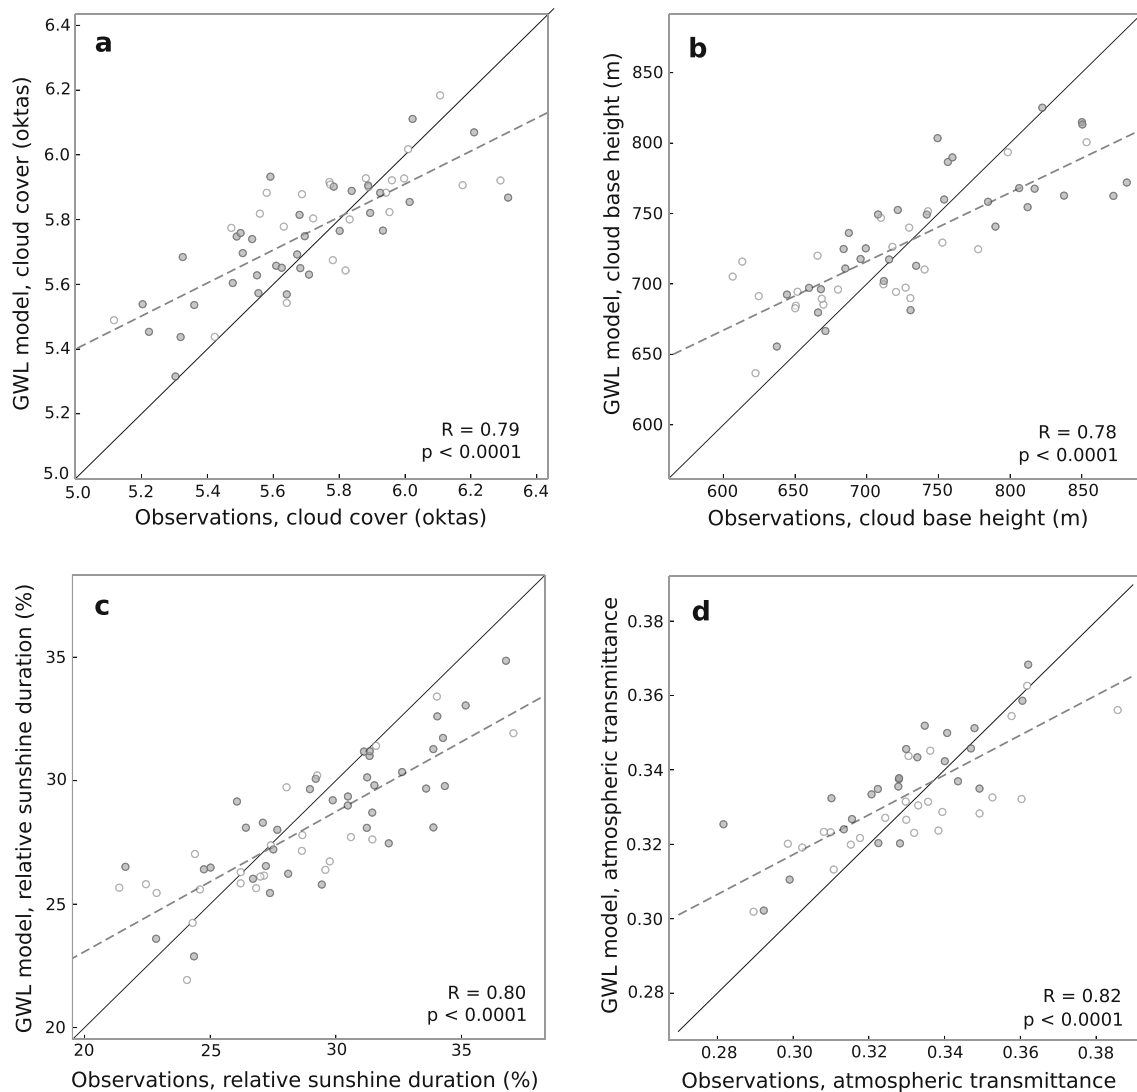 a
6.4
6.2
6.0
5.8
5.6
5.4
5.2
5.0
GWL model, cloud cover (oktas)
R = 0.79
p < 0.0001
5.0 5.2 5.4 5.6 5.8 6.0 6.2 6.4
Observations, cloud cover (oktas)
b
850
800
750
700
650
600
GWL model, cloud base height (m)
R = 0.78
p < 0.0001
600 650 700 750 800 850
Observations, cloud base height (m)
c
35
30
25
20
GWL model, relative sunshine duration (%)
R = 0.80
p < 0.0001
20 25 30 35
Observations, relative sunshine duration (%)
d
0.38
0.36
0.34
0.32
0.30
0.28
GWL model, atmospheric transmittance
R = 0.82
p < 0.0001
0.28 0.30 0.32 0.34 0.36 0.38
Observations, atmospheric transmittance